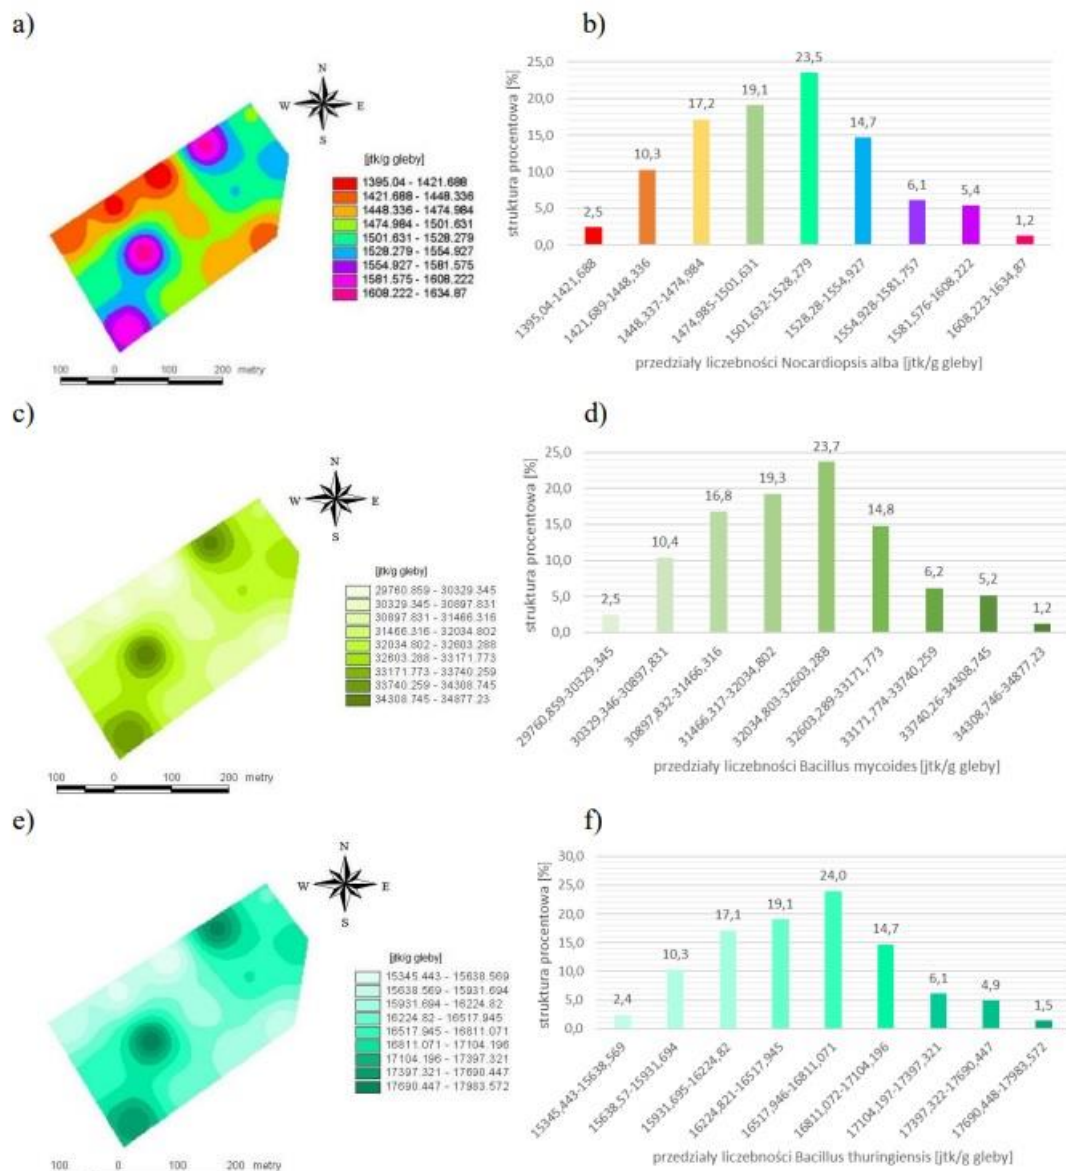 a)
N
W E
S
[jtk/g gleby]
1395.04 - 1421.688
1421.688 - 1448.336
1448.336 - 1474.984
1474.984 - 1501.631
1501.631 - 1528.279
1528.279 - 1554.927
1554.927 - 1581.575
1581.575 - 1608.222
1608.222 - 1634.87
100 0 100 200 metry
b)
struktura procentowa [%]
25,0
20,0
15,0
10,0
5,0
0,0
2,5
10,3
17,2
19,1
23,5
14,7
6,1
5,4
1,2
1395,04-1421,688
1421,689-1448,336
1448,337-1474,984
1474,985-1501,631
1501,632-1528,279
1528,28-1554,927
1554,928-1581,757
1581,576-1608,222
1608,223-1634,87
przedziały liczebności Nocardiopsis alba [jtk/g gleby]
c)
N
W E
S
[jtk/g gleby]
29760.859 - 30329.345
30329.345 - 30897.831
30897.831 - 31466.316
31466.316 - 32034.802
32034.802 - 32603.288
32603.288 - 33171.773
33171.773 - 33740.259
33740.259 - 34308.745
34308.745 - 34877.23
100 0 100 200 metry
d)
struktura procentowa [%]
25,0
20,0
15,0
10,0
5,0
0,0
2,5
10,4
16,8
19,3
23,7
14,8
6,2
5,2
1,2
29760,859-30329,345
30329,346-30897,831
30897,832-31466,316
31466,317-32034,802
32034,803-32603,288
32603,289-33171,773
33171,774-33740,259
33740,26-34308,745
34308,746-34877,23
przedziały liczebności Bacillus mycoides [jtk/g gleby]
e)
N
W E
S
[jtk/g gleby]
15345.443 - 15638.569
15638.569 - 15931.694
15931.694 - 16224.82
16224.82 - 16517.945
16517.945 - 16811.071
16811.071 - 17104.196
17104.196 - 17397.321
17397.321 - 17690.447
17690.447 - 17983.572
100 0 100 200 metry
f)
struktura procentowa [%]
30,0
25,0
20,0
15,0
10,0
5,0
0,0
2,4
10,3
17,1
19,1
24,0
14,7
6,1
4,9
1,5
15345,443-15638,569
15638,57-15931,694
15931,695-16224,82
16224,821-16517,945
16517,946-16811,071
16811,072-17104,196
17104,197-17397,321
17397,322-17690,447
17690,448-17983,572
przedziały liczebności Bacillus thuringiensis [jtk/g gleby]